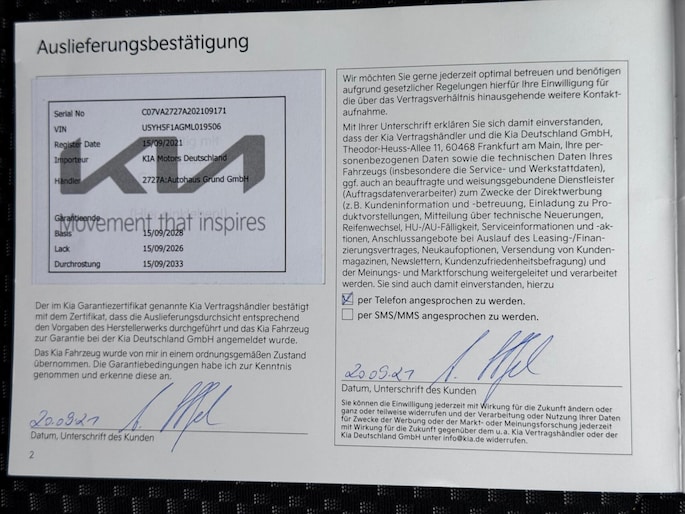 Auslieferungsbestätigung
Serial No C07VA2727A202109171
VIN U5YH5F1AGML019506
Register Date 15/09/2021
Importeur KIA Motors Deutschland
Händler 2727A:Autohaus Gründ GmbH
KIA
Garantieende
Movement that inspires
Basis 15/09/2028
Lack 15/09/2026
Durchrostung 15/09/2033
Der im Kia Garantiezertifikat genannte Kia Vertragshändler bestätigt
mit dem Zertifikat, dass die Auslieferungsdurchsicht entsprechend
den Vorgaben des Herstellerwerks durchgeführt und das Kia Fahrzeug
zur Garantie bei der Kia Deutschland GmbH angemeldet wurde.
Das Kia Fahrzeug wurde von mir in einem ordnungsgemäßen Zustand
übernommen. Die Garantiebedingungen habe ich zur Kenntnis
genommen und erkenne diese an.
20.09.21
Datum, Unterschrift des Kunden
2
Wir möchten Sie gerne jederzeit optimal betreuen und benötigen
aufgrund gesetzlicher Regelungen hierfür Ihre Einwilligung für
die über das Vertragsverhältnis hinausgehende weitere Kontakt-
aufnahme.
Mit Ihrer Unterschrift erklären Sie sich damit einverstanden,
dass der Kia Vertragshändler und die Kia Deutschland GmbH,
Theodor-Heuss-Allee 11, 60468 Frankfurt am Main, Ihre per-
sonenbezogenen Daten sowie die technischen Daten Ihres
Fahrzeugs (insbesondere die Service- und Werkstattdaten),
ggf. auch an beauftragte und weisungsgebundene Dienstleister
(Auftragsdatenverarbeiter) zum Zwecke der Direktwerbung
(z.B. Kundeninformation und -betreuung, Einladung zu Pro-
duktvorstellungen, Mitteilung über technische Neuerungen,
Reifenwechsel, HU-/AU-Fälligkeit, Serviceinformationen und -ak-
tionen, Anschlussangebote bei Auslauf des Leasing-/Finan-
zierungsvertrages, Neukaufoptionen, Versendung von Kunden-
magazinen, Newslettern, Kundenzufriedenheitsbefragung) und
der Meinungs- und Marktforschung weitergeleitet und verarbeitet
werden. Sie sind auch damit einverstanden, hierzu
per Telefon angesprochen zu werden.
per SMS/MMS angesprochen zu werden.
20.09.21
Datum, Unterschrift des Kunden
Sie können die Einwilligung jederzeit mit Wirkung für die Zukunft ändern oder
ganz oder teilweise widerrufen und der Verarbeitung oder Nutzung Ihrer Daten
für Zwecke der Werbung oder der Markt- oder Meinungsforschung jederzeit
mit Wirkung für die Zukunft gegenüber dem u. a. Kia Vertragshändler oder der
Kia Deutschland GmbH unter info@kia.de widerrufen.